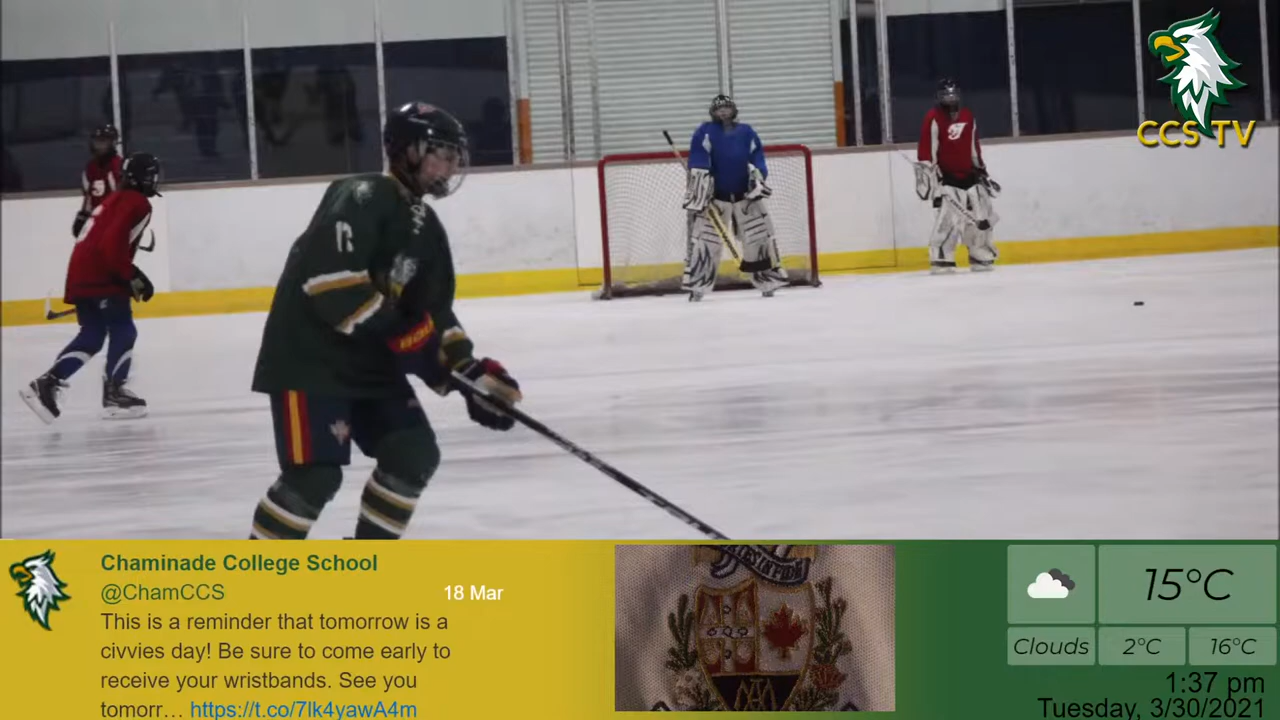 CCS TV
Chaminade College School
@ChamCCS
18 Mar
This is a reminder that tomorrow is a
civvies day! Be sure to come early to
receive your wristbands. See you
tomorr… https://t.co/7lk4yawA4m
15°C
Clouds
2°C
16°C
1:37 pm
Tuesday, 3/30/2021